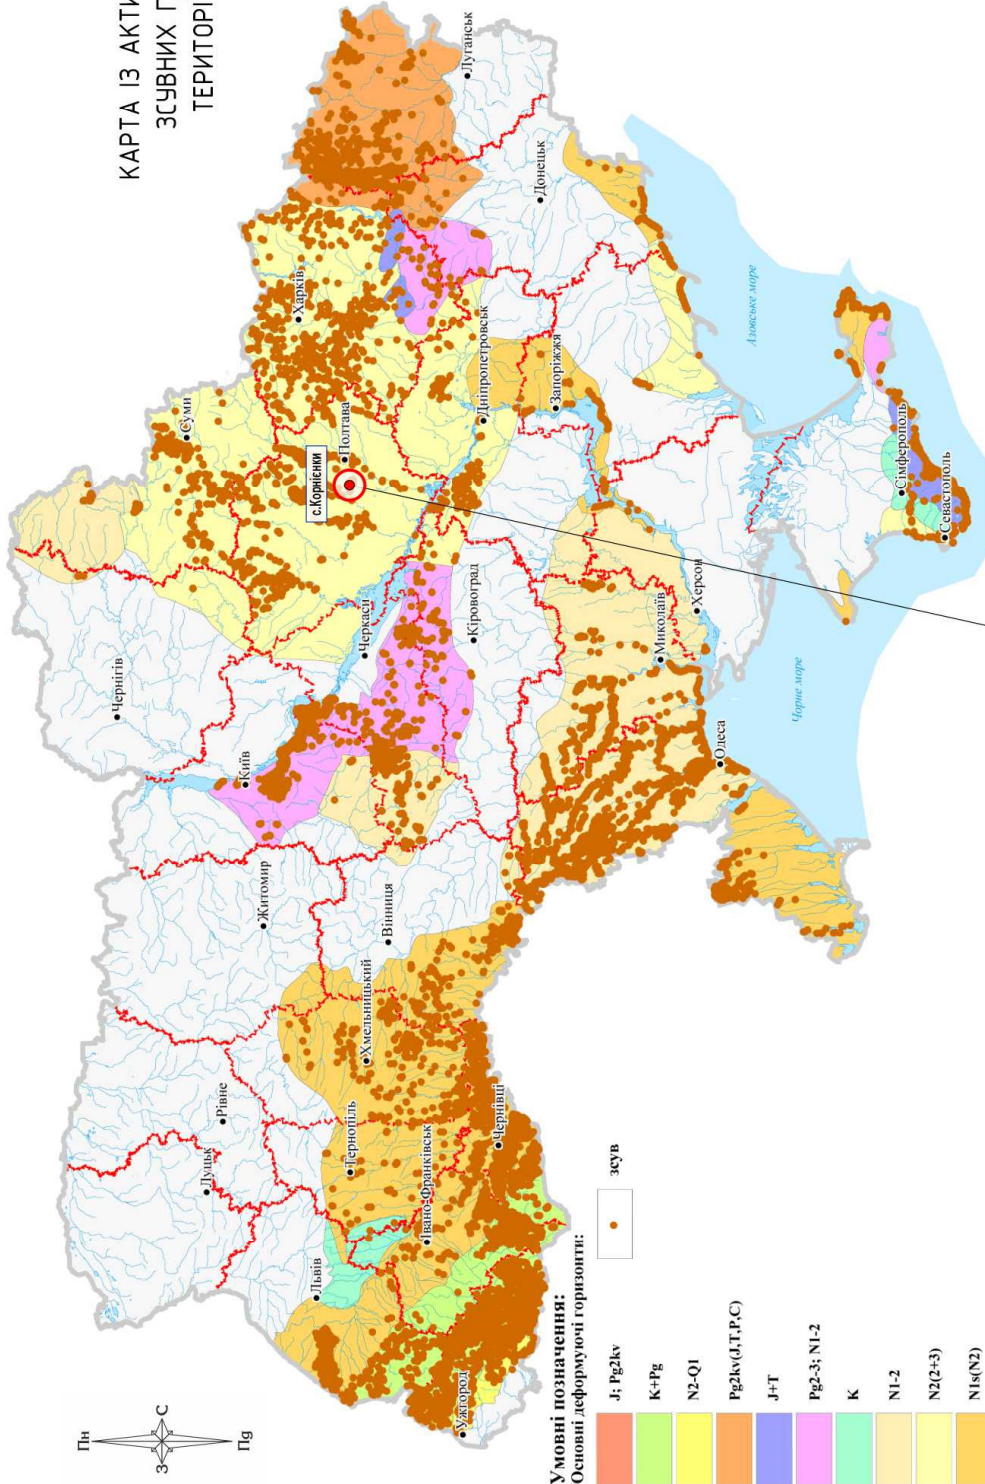 КАРТА ІЗ АКТИ
ЗСУВНИХ П
ТЕРИТОРІ
Пн
З
С
Пд
Чернігів
Суми
Луцьк
Рівне
Житомир
Київ
с.Корнієнки
Полтава
Харків
Луганськ
Львів
Тернопіль
Хмельницький
Вінниця
Черкаси
Ужгород
Івано-Франківськ
Чернівці
Кіровоград
Дніпропетровськ
Донецьк
Запоріжжя
Миколаїв
Херсон
Одеса
Азовське море
Чорне море
Сімферополь
Севастополь
Умовні позначення:
Основні деформуючі горизонти:
J; Pg2kv
K+Pg
N2-Q1
Pg2kv(J,T,P,C)
J+T
Pg2-3; N1-2
K
N1-2
N2(2+3)
N1s(N2)
зсув